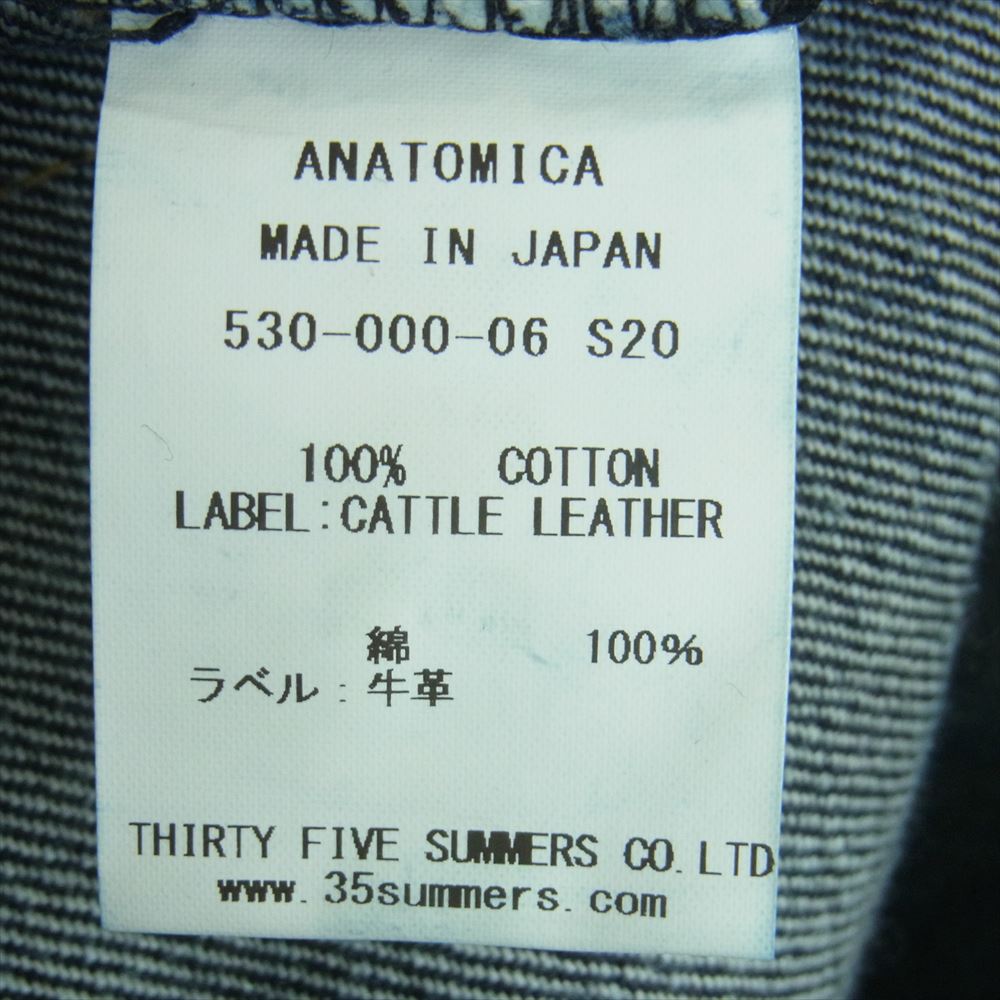 ANATOMICA
MADE IN JAPAN
530-000-06 S20
100% COTTON
LABEL:CATTLE LEATHER
綿 100%
ラベル:牛革
THIRTY FIVE SUMMERS CO.LTD
www.35summers.com